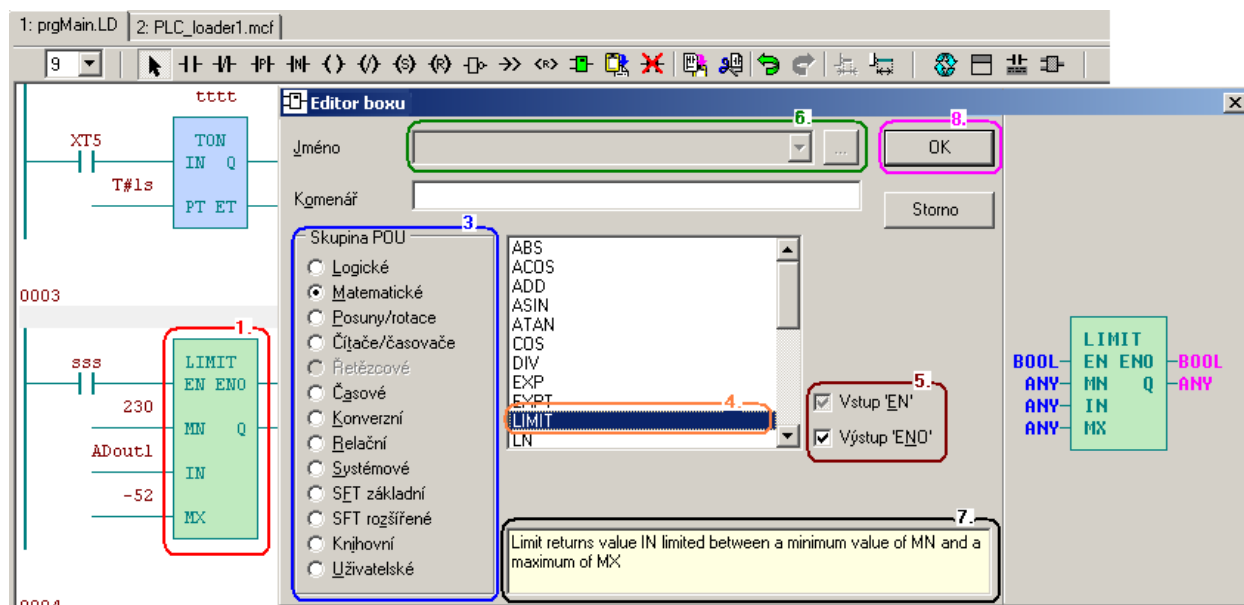 1: prgMain.LD 2: PLC_loader1.mcf
9
tttt
XT5
TON
IN Q
T#1s
PT ET
0003
1.
sss
LIMIT
EN ENO
230
MN Q
ADout1
IN
-52
MX
Editor boxu
6.
8.
Jméno
...
OK
Komenář
Storno
3.
Skupina POU
Logické
Matematické
Posuny/rotace
Čítače/časovače
Řetězcové
Časové
Konverzní
Relační
Systémové
SFT základní
SFT rozšířené
Knihovní
Uživatelské
ABS
ACOS
ADD
ASIN
ATAN
COS
DIV
EXP
EXPT
4.
LIMIT
LN
5.
Vstup 'EN'
Výstup 'ENO'
7.
Limit returns value IN limited between a minimum value of MN and a
maximum of MX
LIMIT
BOOL EN ENO BOOL
ANY MN Q ANY
ANY IN
ANY MX